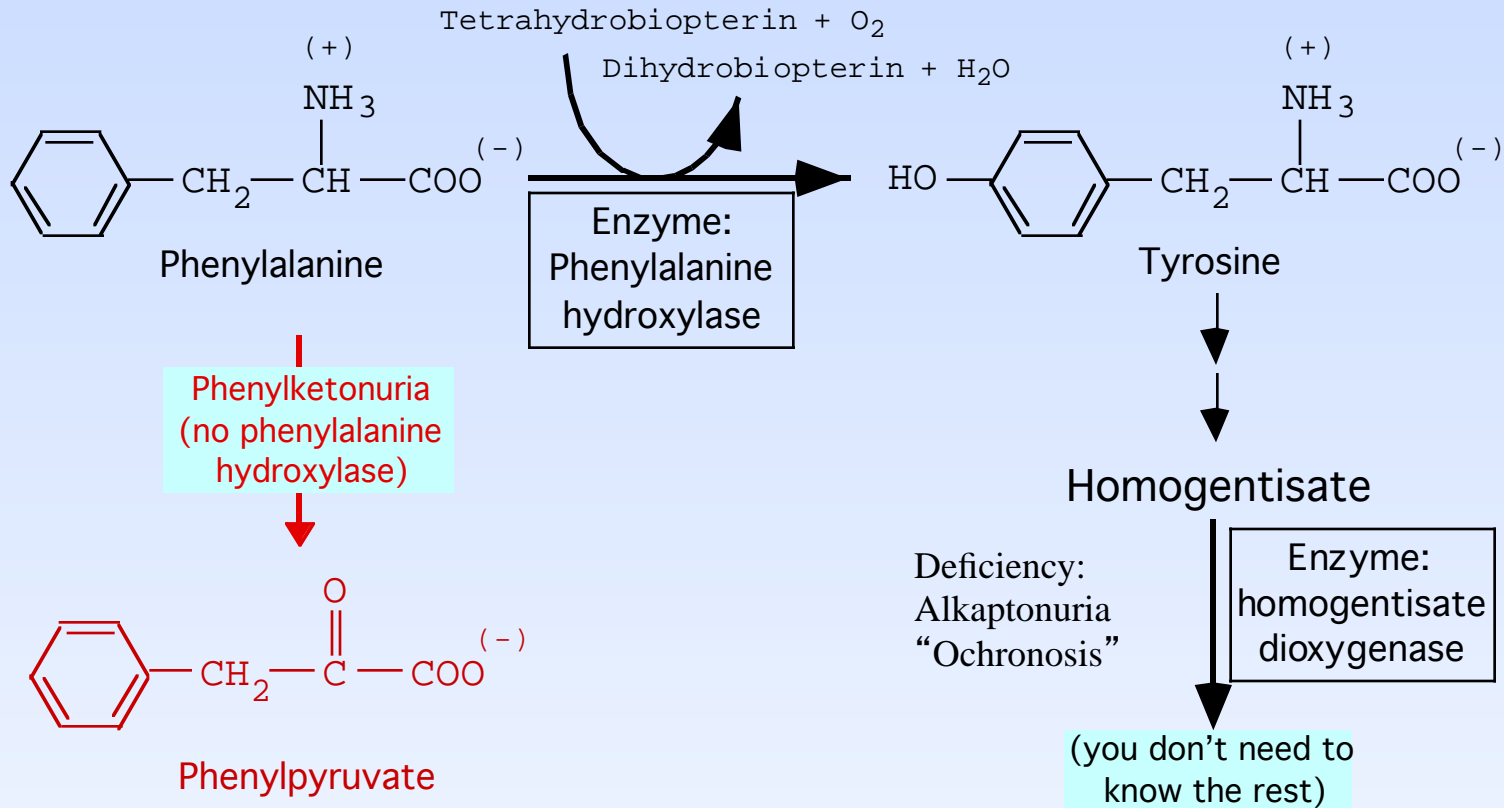 Tetrahydrobiopterin + O2
Dihydrobiopterin + H2O
(+)
NH3
CH2 CH COO (-)
Phenylalanine
Enzyme:
Phenylalanine
hydroxylase
(+)
NH3
HO CH2 CH COO (-)
Tyrosine
Phenylketonuria
(no phenylalanine
hydroxylase)
O
CH2 C COO (-)
Phenylpyruvate
Homogentisate
Deficiency:
Alkaptonuria
“Ochronosis”
Enzyme:
homogentisate
dioxygenase
(you don't need to
know the rest)